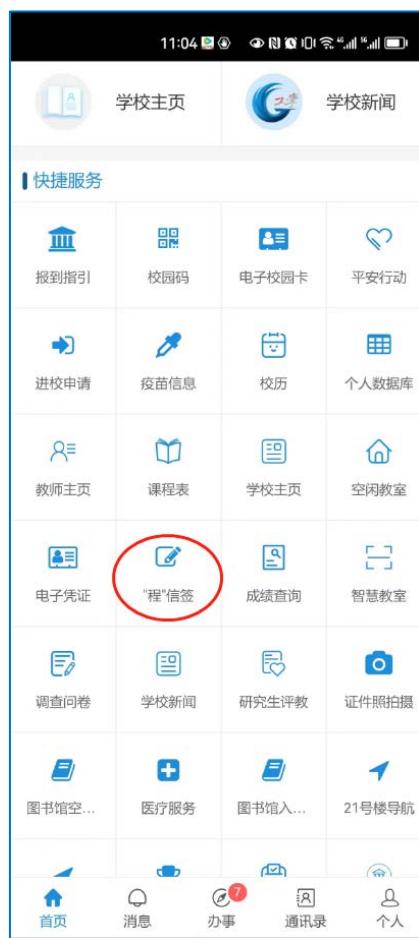 11:04
学校主页 学校新闻
快捷服务
报到指引 校园码 电子校园卡 平安行动
进校申请 疫苗信息 校历 个人数据库
教师主页 课程表 学校主页 空闲教室
电子凭证 "程"信签 成绩查询 智慧教室
调查问卷 学校新闻 研究生评教 证件照拍摄
图书馆空... 医疗服务 图书馆入... 21号楼导航
7
首页 消息 办事 通讯录 个人